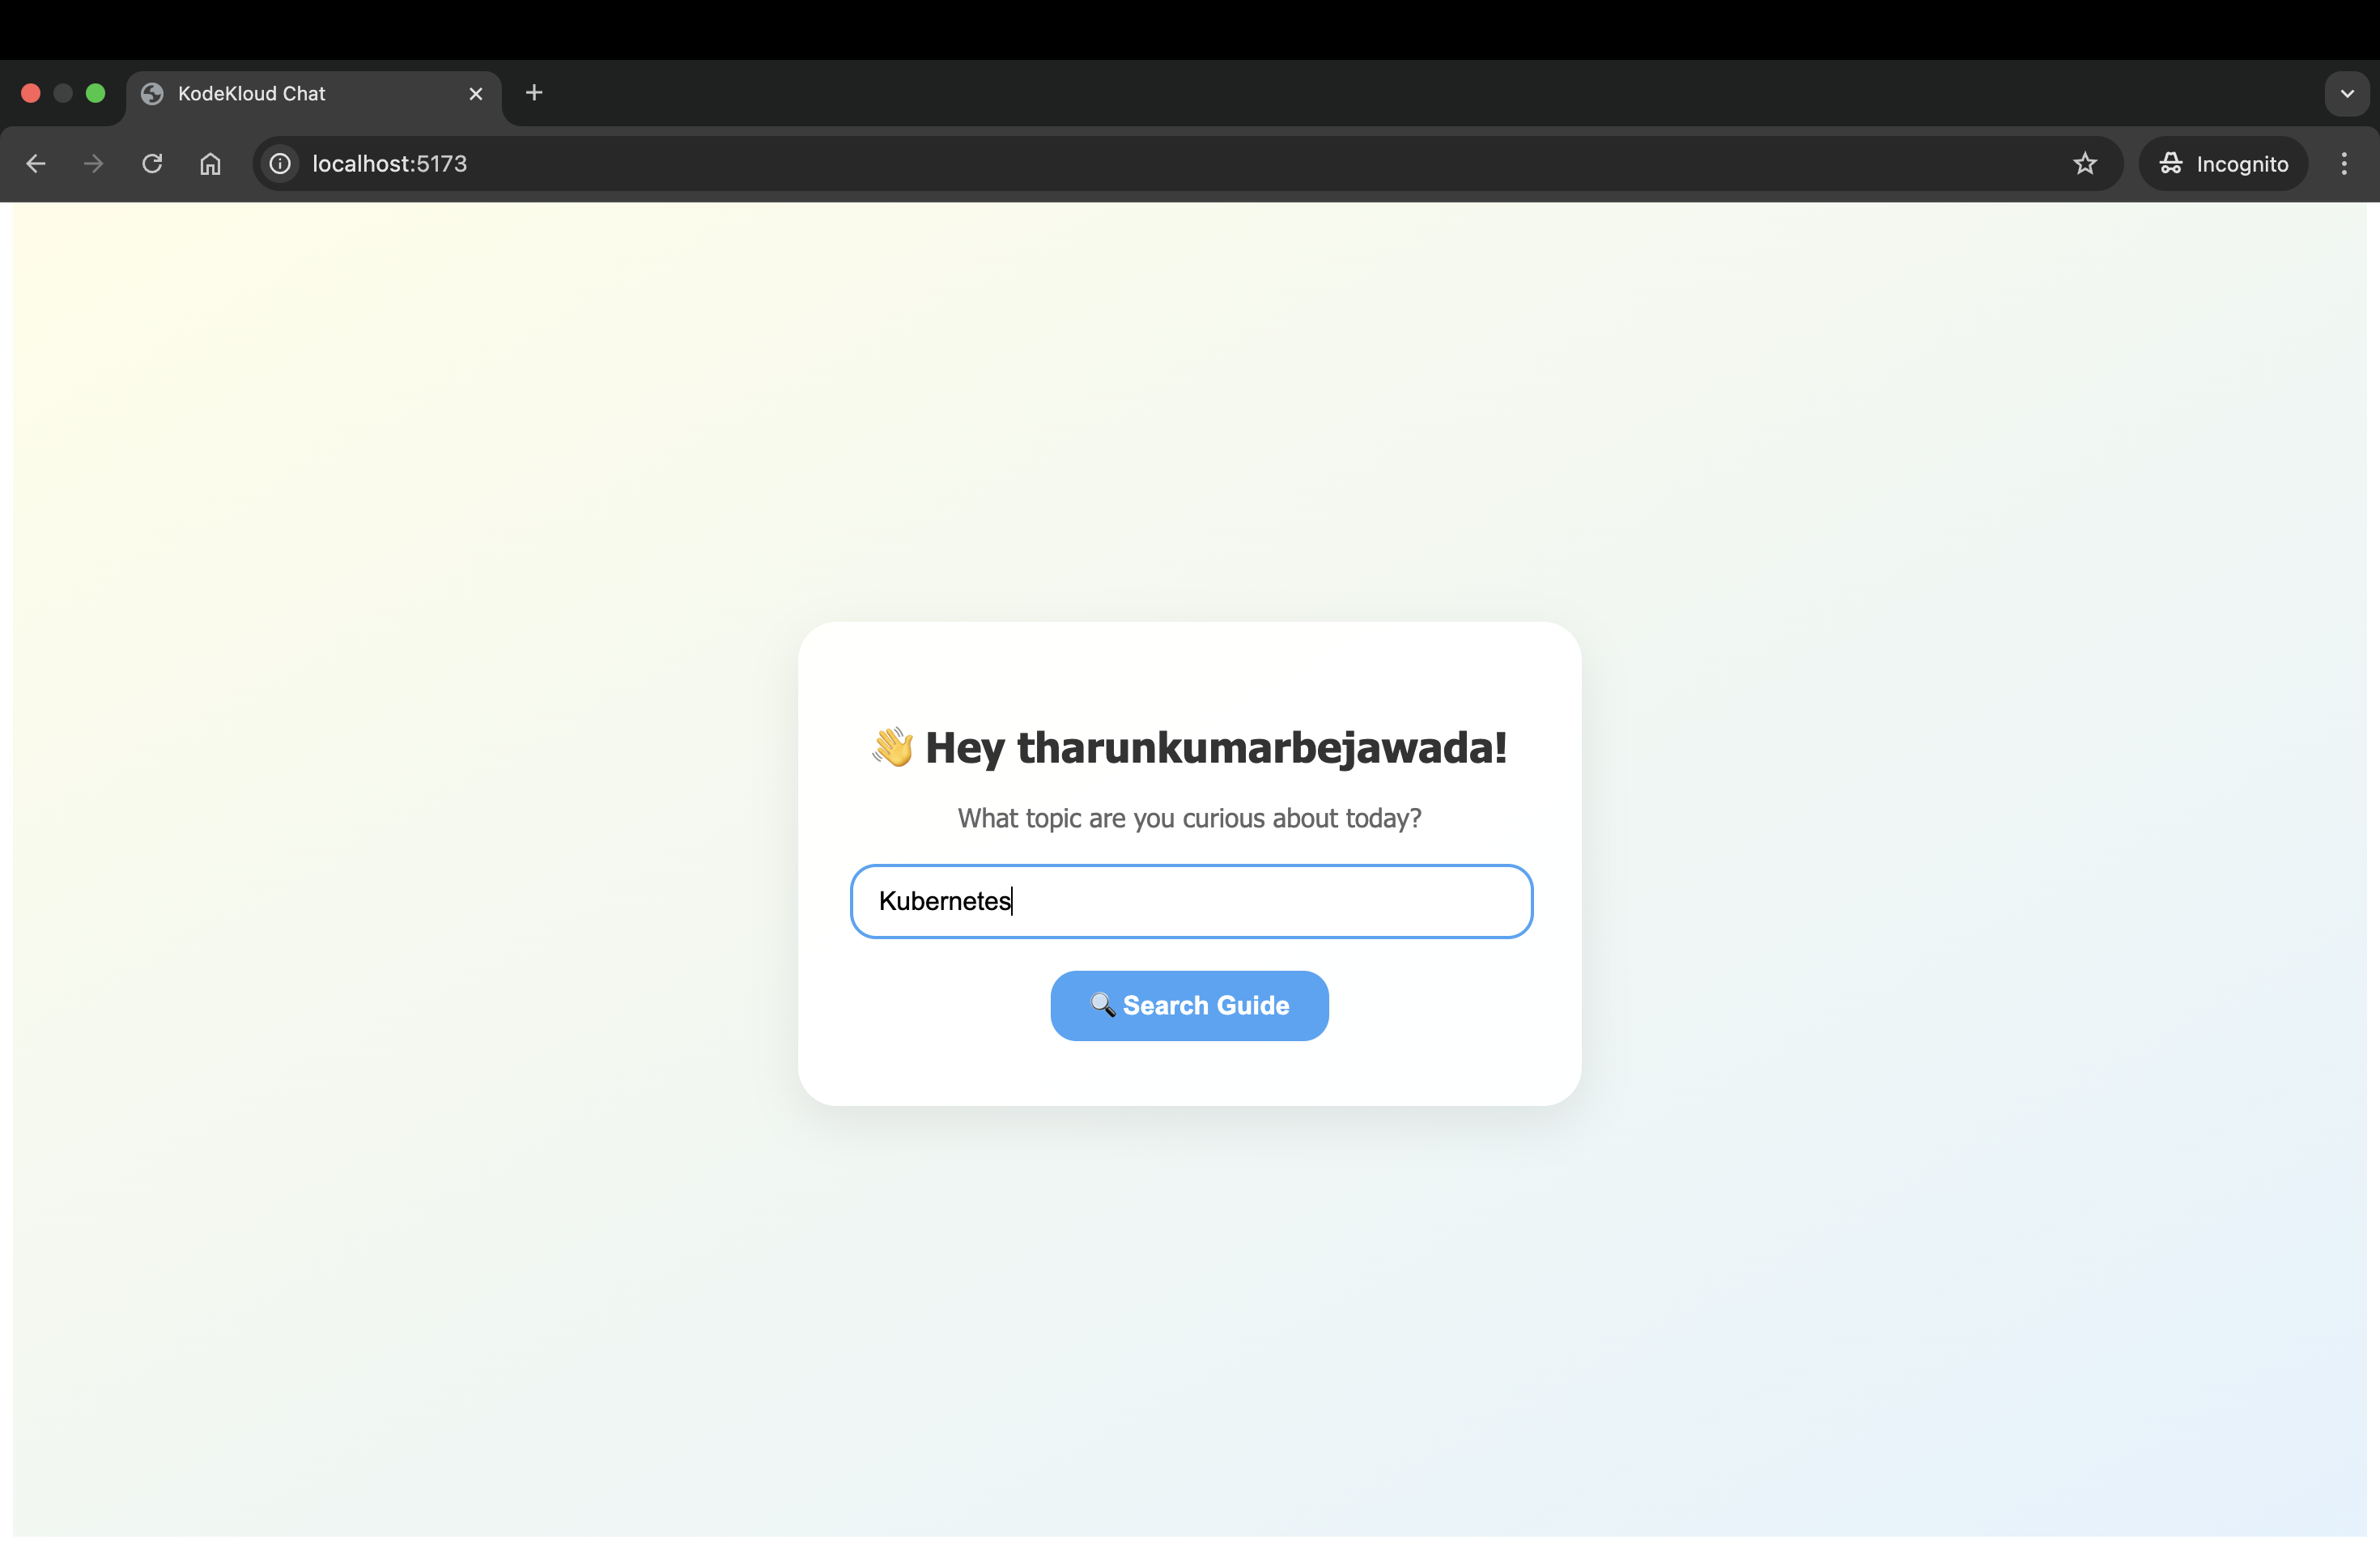 KodeKloud Chat
localhost:5173
Incognito
👋 Hey tharunkumarbejawada!
What topic are you curious about today?
Kubernetes
🔍 Search Guide